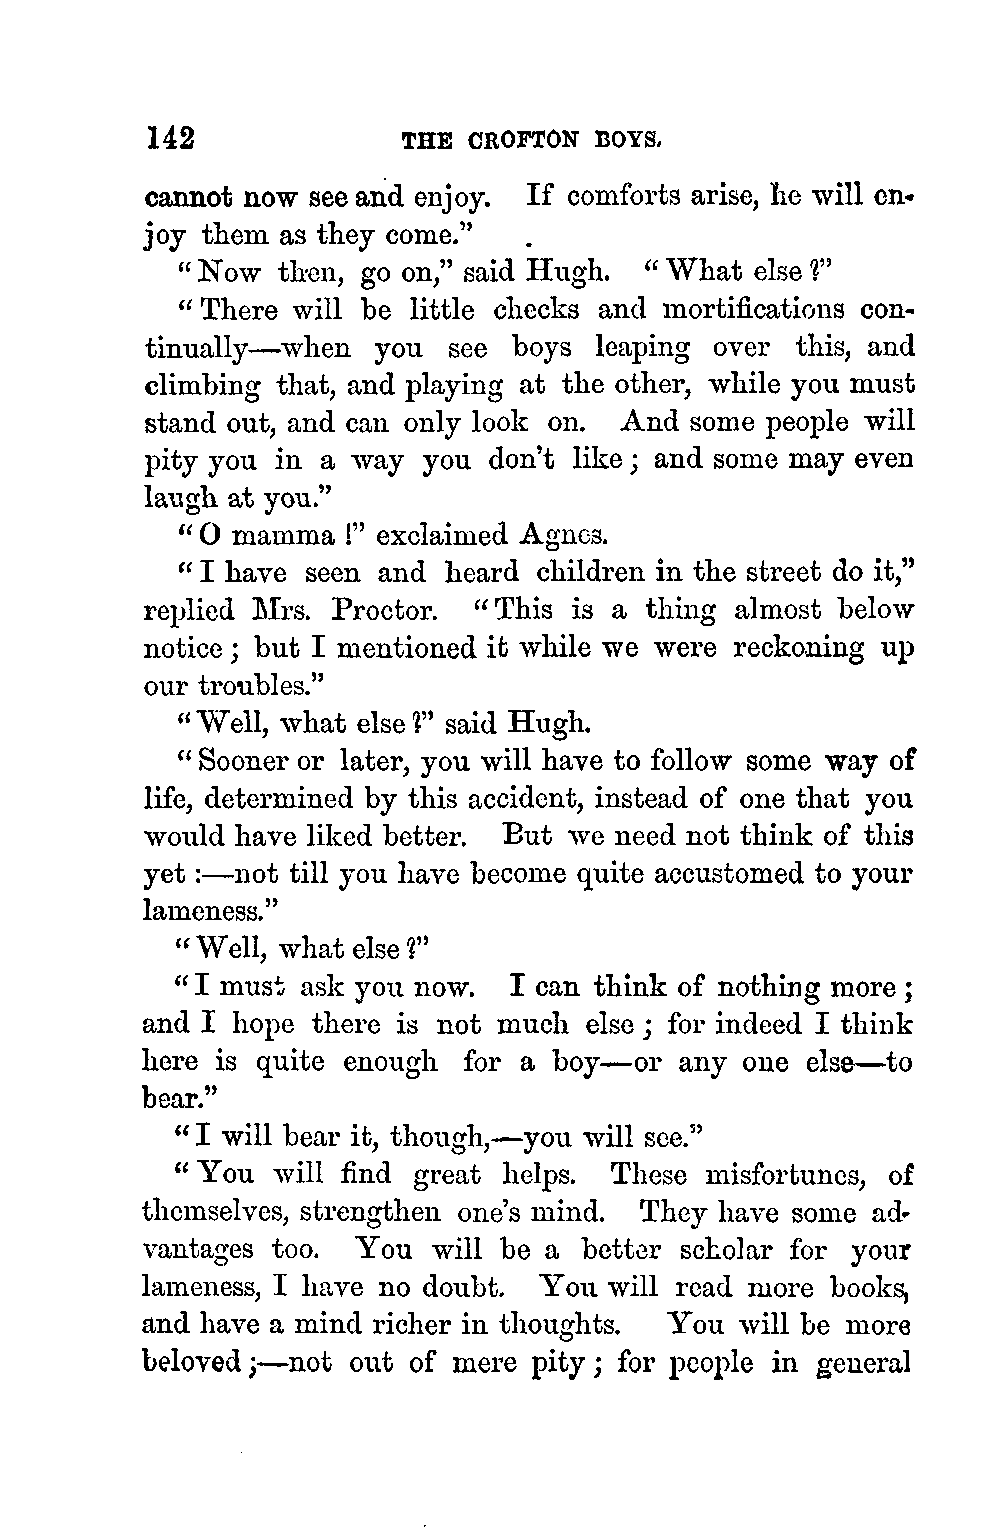 142 THE CROFTON BOYS.
cannot now see and enjoy. If comforts arise, he will en-
joy them as they come.”
“Now then, go on,” said Hugh. “What else?”
“There will be little checks and mortifications con-
tinually—when you see boys leaping over this, and
climbing that, and playing at the other, while you must
stand out, and can only look on. And some people will
pity you in a way you don't like; and some may even
laugh at you.”
“O mamma!” exclaimed Agnes.
“I have seen and heard children in the street do it,”
replied Mrs. Proctor. “This is a thing almost below
notice; but I mentioned it while we were reckoning up
our troubles.”
“Well, what else?” said Hugh.
“Sooner or later, you will have to follow some way of
life, determined by this accident, instead of one that you
would have liked better. But we need not think of this
yet:—not till you have become quite accustomed to your
lameness.”
“Well, what else?”
“I must ask you now. I can think of nothing more;
and I hope there is not much else; for indeed I think
here is quite enough for a boy—or any one else—to
bear.”
“I will bear it, though,—you will see.”
“You will find great helps. These misfortunes, of
themselves, strengthen one's mind. They have some ad-
vantages too. You will be a better scholar for your
lameness, I have no doubt. You will read more books,
and have a mind richer in thoughts. You will be more
beloved;—not out of mere pity; for people in general